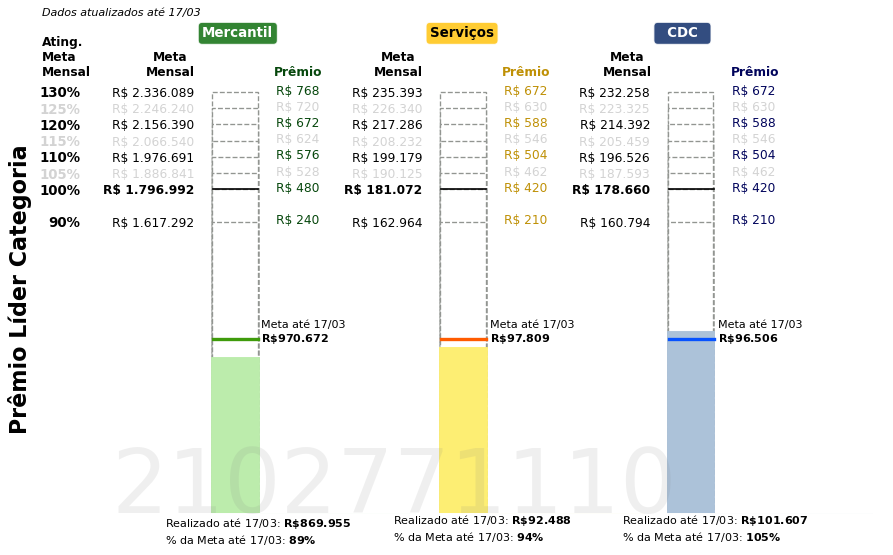 Dados atualizados até 17/03
Mercantil Serviços CDC
Ating. Meta Mensal Meta Mensal Prêmio Meta Mensal Prêmio Meta Mensal Prêmio
130% R$ 2.336.089 R$ 768 R$ 235.393 R$ 672 R$ 232.258 R$ 672
125% R$ 2.246.240 R$ 720 R$ 226.340 R$ 630 R$ 223.325 R$ 630
120% R$ 2.156.390 R$ 672 R$ 217.286 R$ 588 R$ 214.392 R$ 588
115% R$ 2.066.540 R$ 624 R$ 208.232 R$ 546 R$ 205.459 R$ 546
110% R$ 1.976.691 R$ 576 R$ 199.179 R$ 504 R$ 196.526 R$ 504
105% R$ 1.886.841 R$ 528 R$ 190.125 R$ 462 R$ 187.593 R$ 462
100% R$ 1.796.992 R$ 480 R$ 181.072 R$ 420 R$ 178.660 R$ 420
90% R$ 1.617.292 R$ 240 R$ 162.964 R$ 210 R$ 160.794 R$ 210
Prêmio Líder Categoria
Meta até 17/03 Meta até 17/03 Meta até 17/03
R$970.672 R$97.809 R$96.506
2102771110
Realizado até 17/03: R$869.955 Realizado até 17/03: R$92.488 Realizado até 17/03: R$101.607
% da Meta até 17/03: 89% % da Meta até 17/03: 94% % da Meta até 17/03: 105%